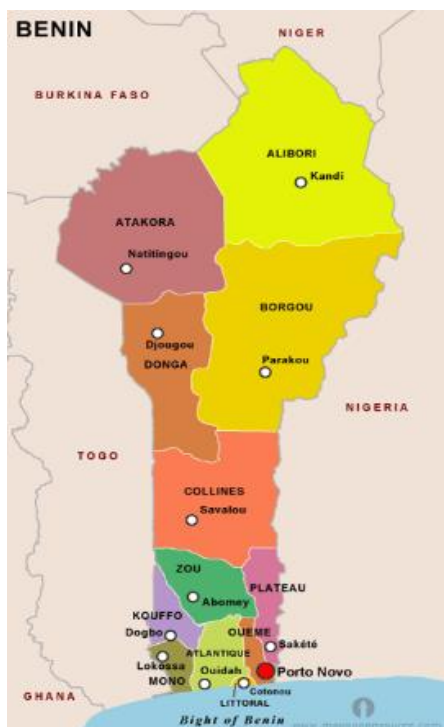 BENIN
NIGER
BURKINA FASO
ALIBORI
Kandi
ATAKORA
Natitingou
BORGOU
Djougou
DONGA
Parakou
NIGERIA
TOGO
COLLINES
Savalou
ZOU
PLATEAU
Abomey
KOUFFO
Dogbo
OUEME
Sakété
ATLANTIQUE
Lokossa
Ouidah
Porto Novo
MONO
GHANA
Cotonou
LITTORAL
Bight of Benin